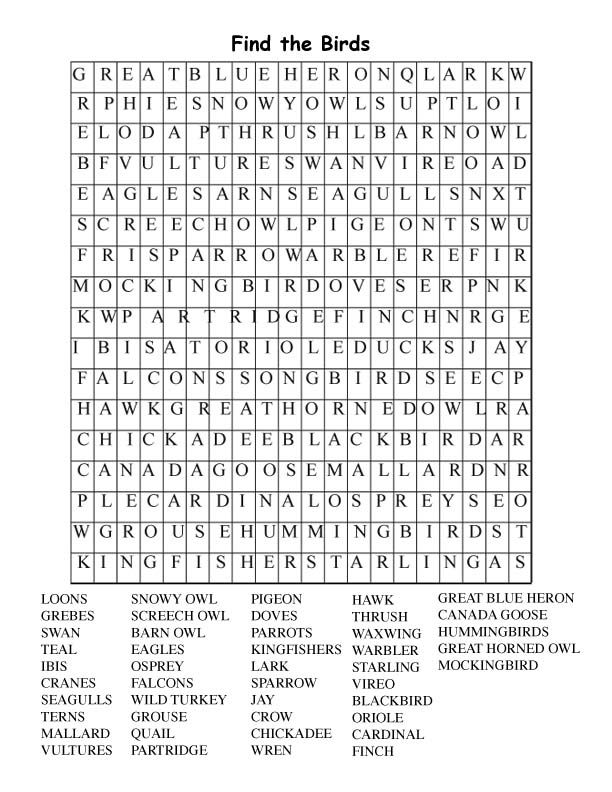 Find the Birds
G R E A T B L U E H E R O N Q L A R K W
R P H I E S N O W Y O W L S U P T L O I
E L O D A P T H R U S H L B A R N O W L
B F V U L T U R E S W A N V I R E O A D
E A G L E S A R N S E A G U L L S N X T
S C R E E C H O W L P I G E O N T S W U
F R I S P A R R O W A R B L E R E F I R
M O C K I N G B I R D O V E S E R P N K
K W P A R T R I D G E F I N C H N R G E
I B I S A T O R I O L E D U C K S J A Y
F A L C O N S S O N G B I R D S E E C P
H A W K G R E A T H O R N E D O W L R A
C H I C K A D E E B L A C K B I R D A R
C A N A D A G O O S E M A L L A R D N R
P L E C A R D I N A L O S P R E Y S E O
W G R O U S E H U M M I N G B I R D S T
K I N G F I S H E R S T A R L I N G A S
LOONS SNOWY OWL PIGEON HAWK GREAT BLUE HERON
GREBES SCREECH OWL DOVES THRUSH CANADA GOOSE
SWAN BARN OWL PARROTS WAXWING HUMMINGBIRDS
TEAL EAGLES KINGFISHERS WARBLER GREAT HORNED OWL
IBIS OSPREY LARK STARLING MOCKINGBIRD
CRANES FALCONS SPARROW VIREO
SEAGULLS WILD TURKEY JAY BLACKBIRD
TERNS GROUSE CROW ORIOLE
MALLARD QUAIL CHICKADEE CARDINAL
VULTURES PARTRIDGE WREN FINCH